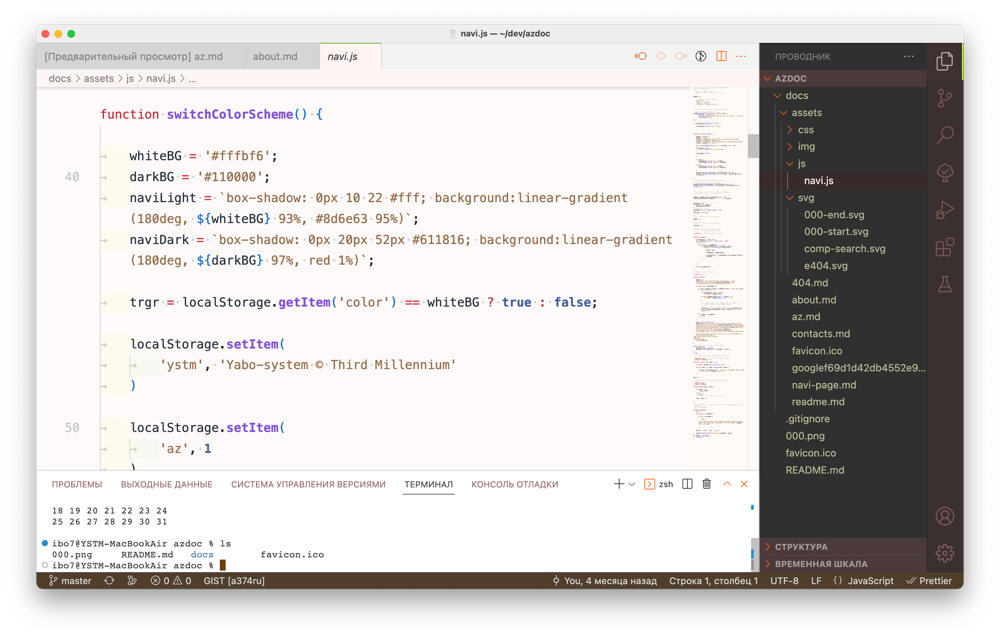 navi.js — ~/dev/azdoc
[Предварительный просмотр] az.md
about.md
navi.js
docs > assets > js > navi.js > ...
function switchColorScheme() {
whiteBG = '#fffbf6';
40
darkBG = '#110000';
naviLight = `box-shadow: 0px 10 22 #fff; background:linear-gradient
(180deg, ${whiteBG} 93%, #8d6e63 95%)`;
naviDark = `box-shadow: 0px 20px 52px #611816; background:linear-gradient
(180deg, ${darkBG} 97%, red 1%)`;
trgr = localStorage.getItem('color') == whiteBG ? true : false;
localStorage.setItem(
'ystm', 'Yabo-system © Third Millennium'
)
50
localStorage.setItem(
'az', 1
)
ПРОБЛЕМЫ
ВЫХОДНЫЕ ДАННЫЕ
СИСТЕМА УПРАВЛЕНИЯ ВЕРСИЯМИ
ТЕРМИНАЛ
КОНСОЛЬ ОТЛАДКИ
zsh
18 19 20 21 22 23 24
25 26 27 28 29 30 31
ibo7@YSTM-MacBookAir azdoc % ls
000.png README.md docs favicon.ico
ibo7@YSTM-MacBookAir azdoc %
ПРОВОДНИК
AZDOC
docs
assets
css
img
js
navi.js
svg
000-end.svg
000-start.svg
comp-search.svg
e404.svg
404.md
about.md
az.md
contacts.md
favicon.ico
googlef69d1d42db4552e9...
navi-page.md
readme.md
.gitignore
000.png
favicon.ico
README.md
СТРУКТУРА
ВРЕМЕННАЯ ШКАЛА
master
0 0
GIST [a374ru]
You, 4 месяца назад
Строка 1, столбец 1
UTF-8
LF
{} JavaScript
Prettier